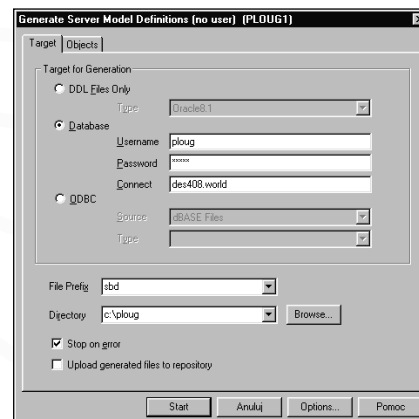 Generate Server Model Definitions (no user) (PLOUG1)
Target Objects
Target for Generation
DDL Files Only
Type Oracle8.1
Database
Username ploug
Password *****
Connect des408.world
ODBC
Source dBASE Files
Type
File Prefix sbd
Directory c:\ploug Browse...
Stop on error
Upload generated files to repository
Start Anuluj Options... Pomoc